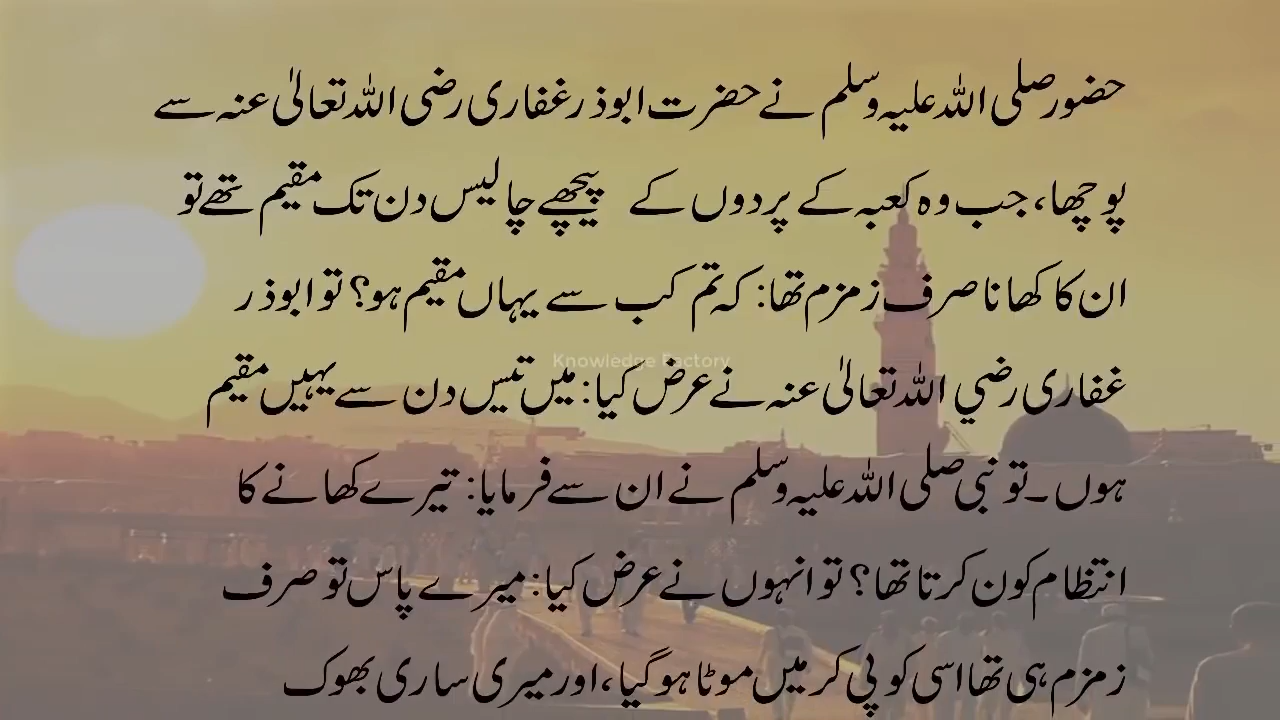 حضور صلی اللہ علیہ وسلم نے حضرت ابوذر غفاری رضی اللہ تعالیٰ عنہ سے
پوچھا، جب وہ کعبہ کے پردوں کے پیچھے چالیس دن تک مقیم تھے تو
ان کا کھانا صرف زمزم تھا: کہ تم کب سے یہاں مقیم ہو؟ تو ابوذر
Knowledge Factory
غفاری رضي اللہ تعالیٰ عنہ نے عرض کیا: میں تیس دن سے یہیں مقیم
ہوں۔ تو نبی صلی اللہ علیہ وسلم نے ان سے فرمایا: تیرے کھانے کا
انتظام کون کرتا تھا؟ تو انہوں نے عرض کیا: میرے پاس تو صرف
زمزم ہی تھا اسی کو پی کر میں موٹا ہو گیا، اور میری ساری بھوک